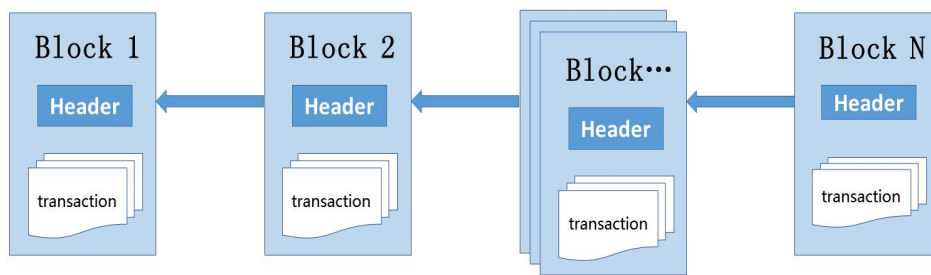 Block 1
Header
transaction
Block 2
Header
transaction
Block…
Header
transaction
Block N
Header
transaction